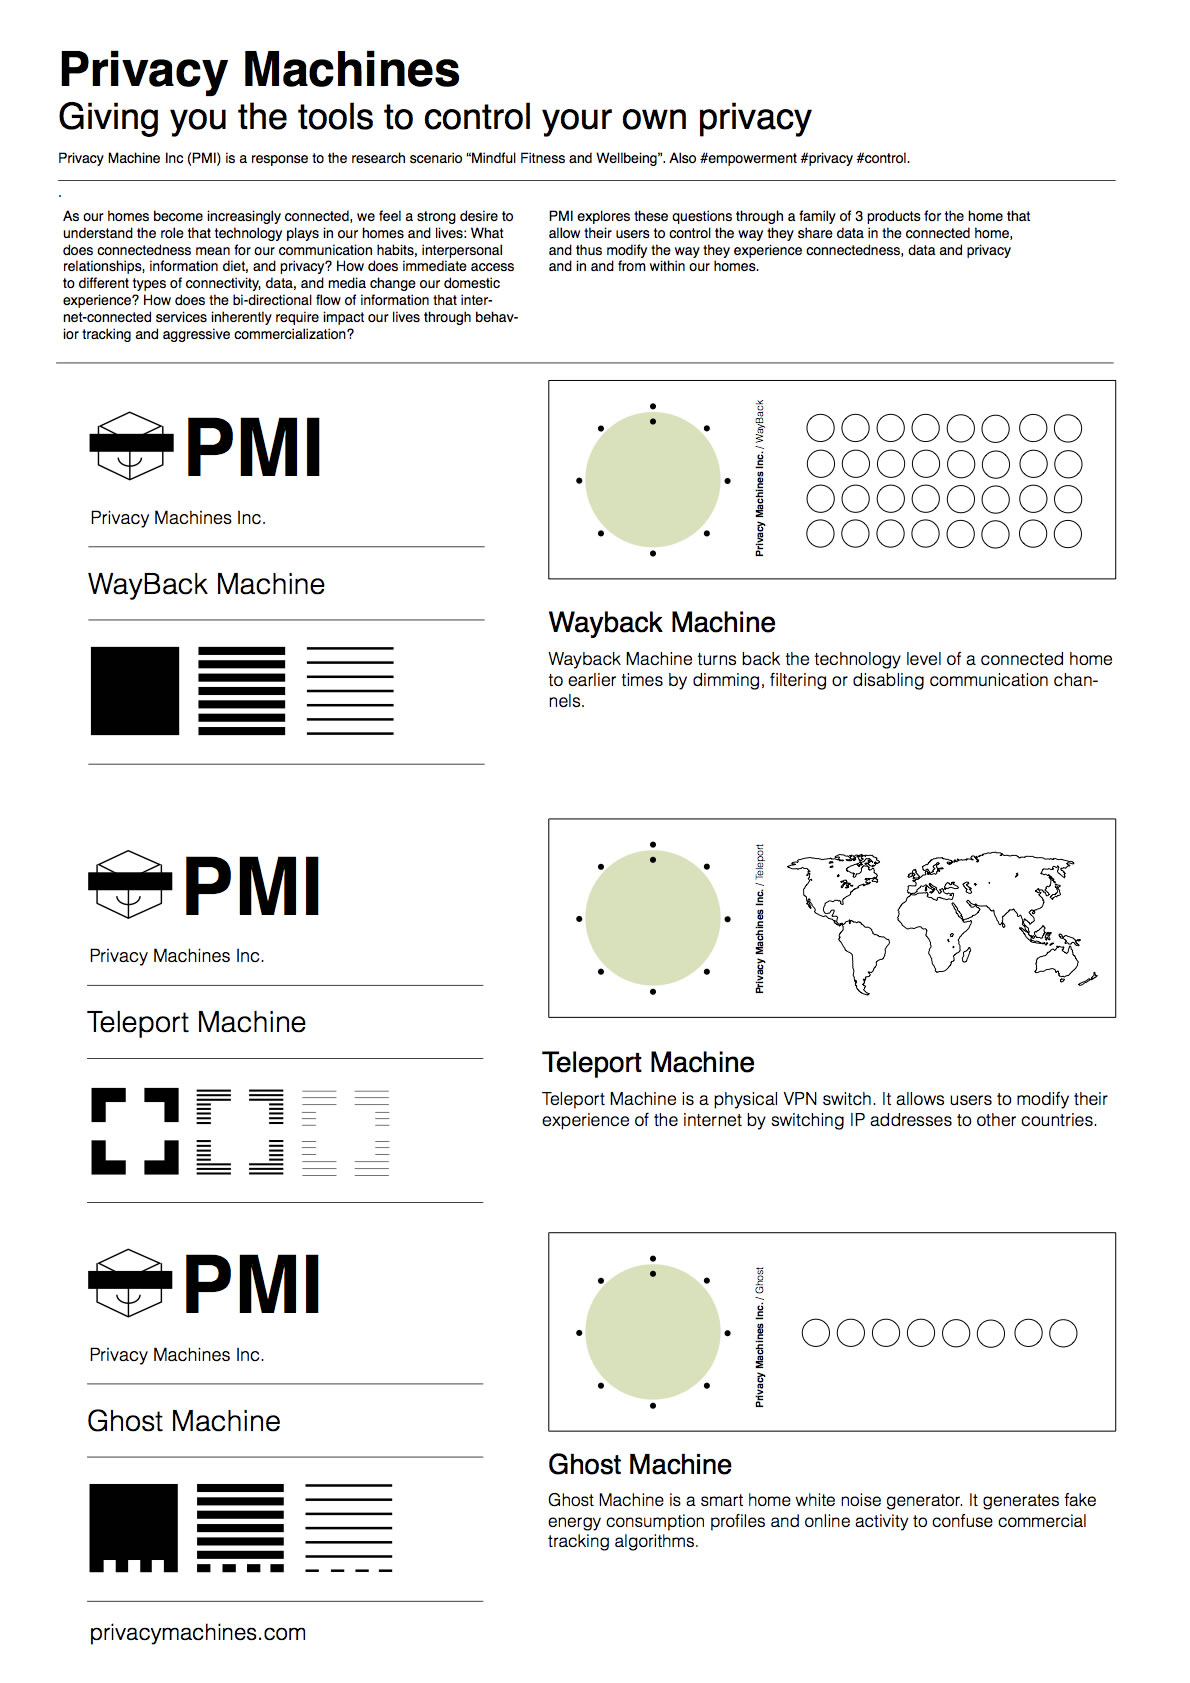 Privacy Machines
Giving you the tools to control your own privacy
Privacy Machine Inc (PMI) is a response to the research scenario “Mindful Fitness and Wellbeing”. Also #empowerment #privacy #control.
.
As our homes become increasingly connected, we feel a strong desire to
understand the role that technology plays in our homes and lives: What
does connectedness mean for our communication habits, interpersonal
relationships, information diet, and privacy? How does immediate access
to different types of connectivity, data, and media change our domestic
experience? How does the bi-directional flow of information that inter-
net-connected services inherently require impact our lives through behav-
ior tracking and aggressive commercialization?
PMI explores these questions through a family of 3 products for the home that
allow their users to control the way they share data in the connected home,
and thus modify the way they experience connectedness, data and privacy
and in and from within our homes.
PMI
Privacy Machines Inc.
WayBack Machine
Privacy Machines Inc. / WayBack
Wayback Machine
Wayback Machine turns back the technology level of a connected home
to earlier times by dimming, filtering or disabling communication chan-
nels.
PMI
Privacy Machines Inc.
Teleport Machine
Privacy Machines Inc. / Teleport
Teleport Machine
Teleport Machine is a physical VPN switch. It allows users to modify their
experience of the internet by switching IP addresses to other countries.
PMI
Privacy Machines Inc.
Ghost Machine
Privacy Machines Inc. / Ghost
Ghost Machine
Ghost Machine is a smart home white noise generator. It generates fake
energy consumption profiles and online activity to confuse commercial
tracking algorithms.
privacymachines.com